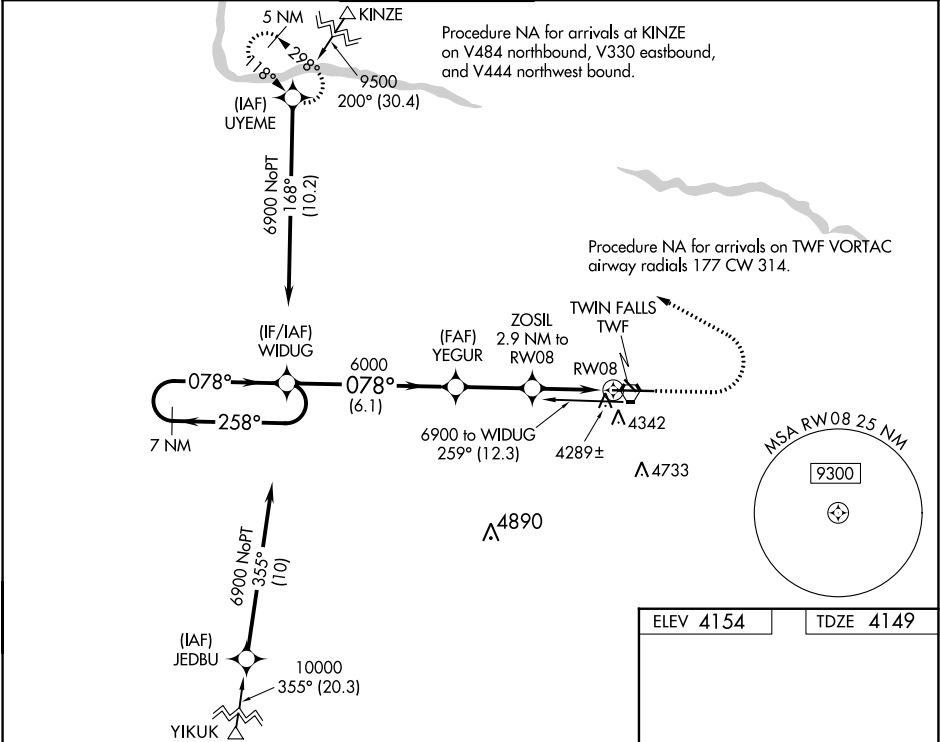 5 NM
KINZE
298°
118°
9500
200° (30.4)
(IAF)
UYEME
Procedure NA for arrivals at KINZE
on V484 northbound, V330 eastbound,
and V444 northwest bound.
6900 NoPT
168°
(10.2)
Procedure NA for arrivals on TWF VORTAC
airway radials 177 CW 314.
(IF/IAF)
WIDUG
078°
258°
7 NM
6000
078°
(6.1)
(FAF)
YEGUR
ZOSIL
2.9 NM to
RW08
TWIN FALLS
TWF
RW08
6900 to WIDUG
259° (12.3)
4289±
4342
4733
4890
MSA RW08 25 NM
9300
6900 NoPT
355°
(10)
(IAF)
JEDBU
10000
355° (20.3)
YIKUK
ELEV 4154
TDZE 4149